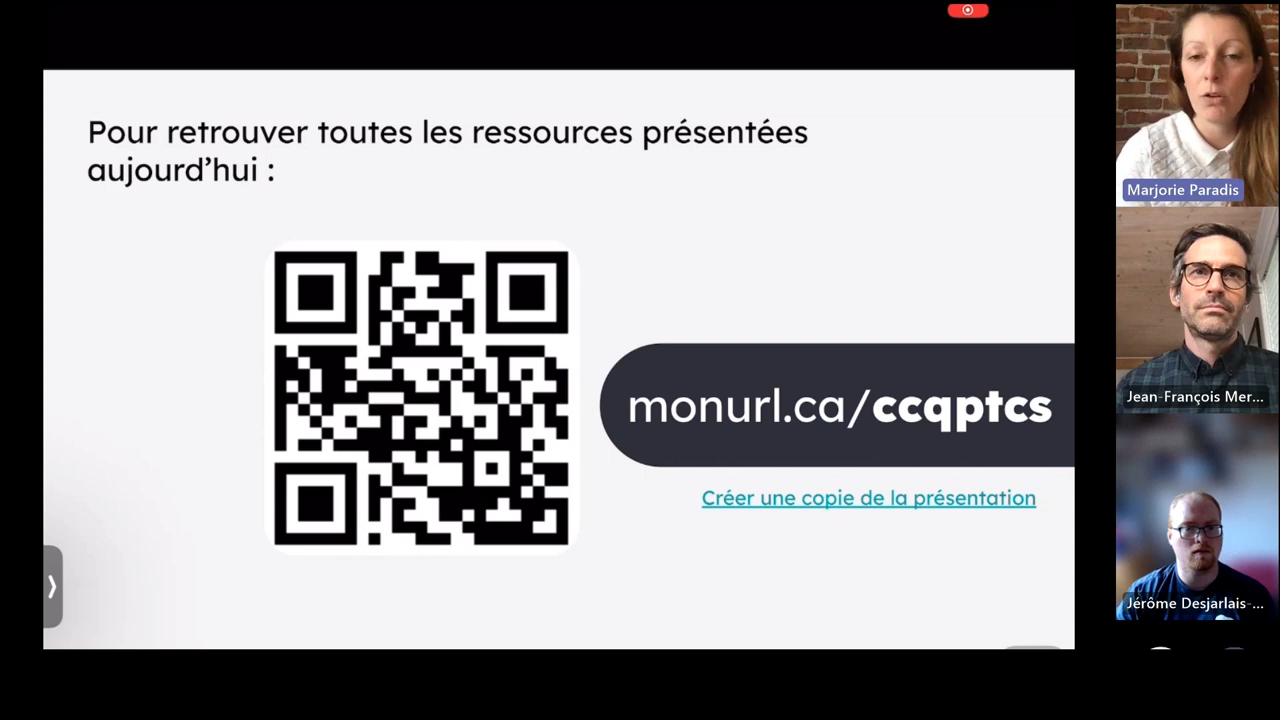 Pour retrouver toutes les ressources présentées
aujourd’hui :
monurl.ca/ccqptcs
Créer une copie de la présentation
Marjorie Paradis
Jean-François Mer...
Jérôme Desjarlais-...